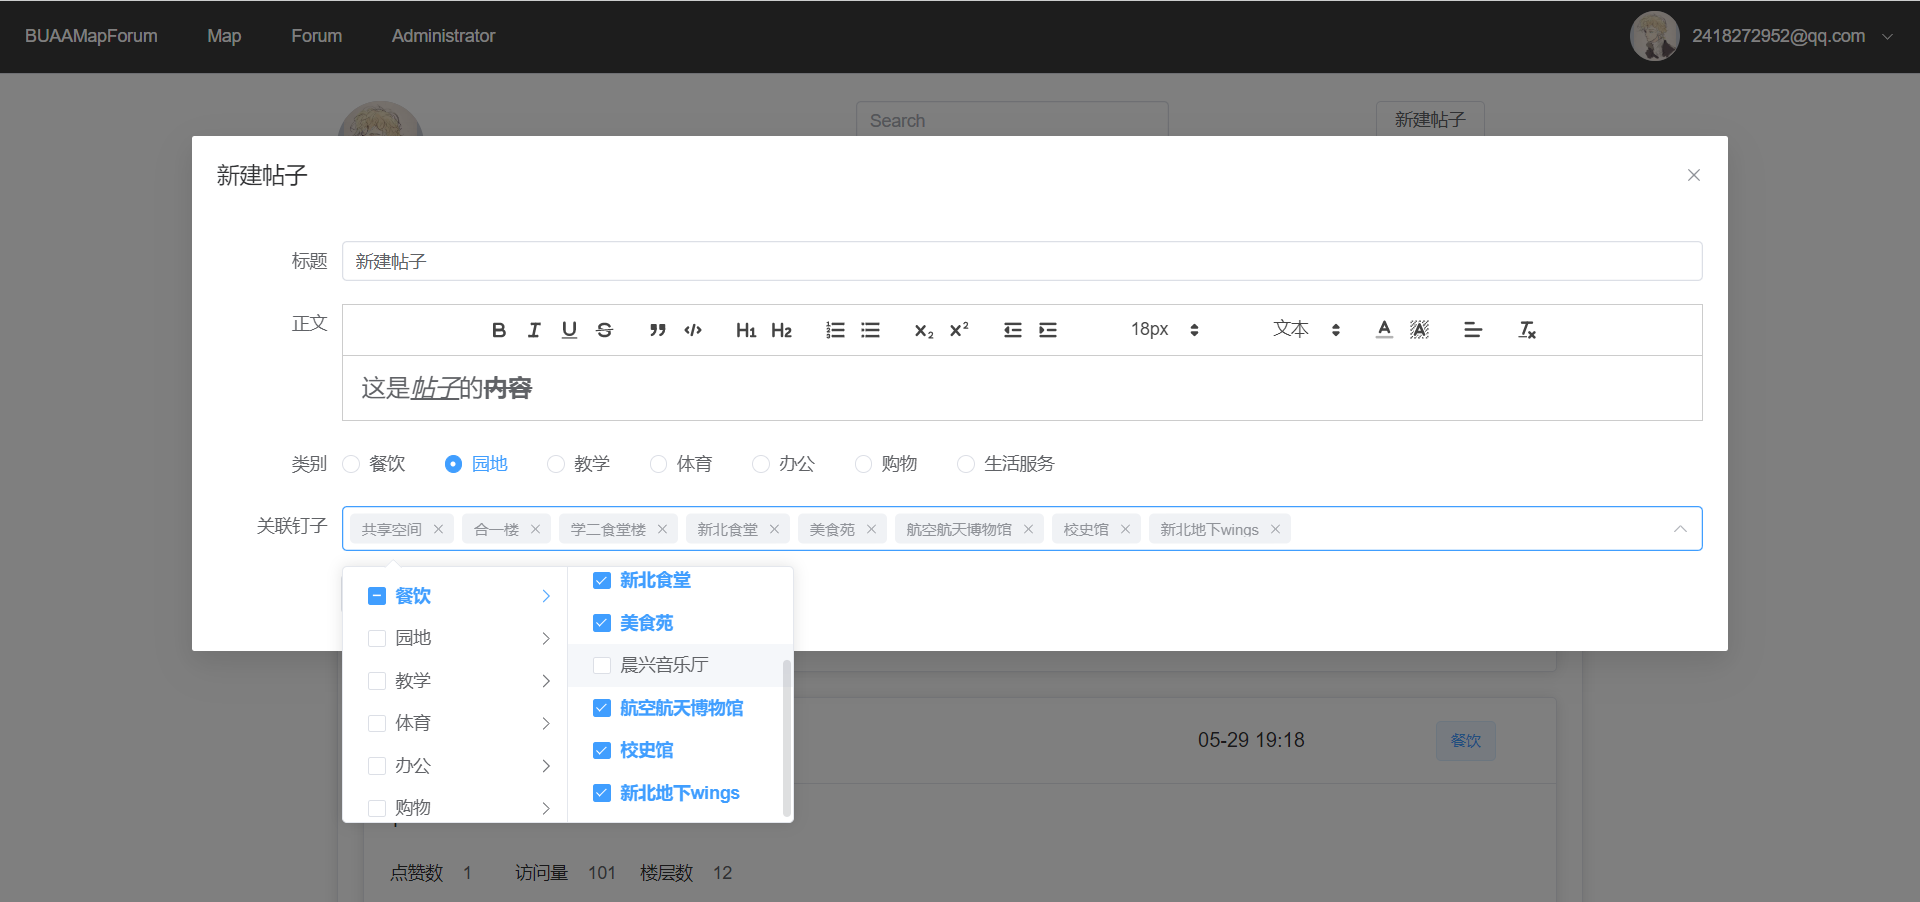 BUAAMapForum Map Forum Administrator 2418272952@qq.com
Search 新建帖子
新建帖子
标题 新建帖子
正文 B I U S H1 H2 X2 X2 18px 文本 A A Tx
这是帖子的内容
类别 餐饮 园地 教学 体育 办公 购物 生活服务
关联钉子 共享空间 合一楼 学二食堂楼 新北食堂 美食苑 航空航天博物馆 校史馆 新北地下wings
餐饮
园地
教学
体育
办公
购物
新北食堂
美食苑
晨兴音乐厅
航空航天博物馆
校史馆
新北地下wings
05-29 19:18 餐饮
点赞数 1 访问量 101 楼层数 12